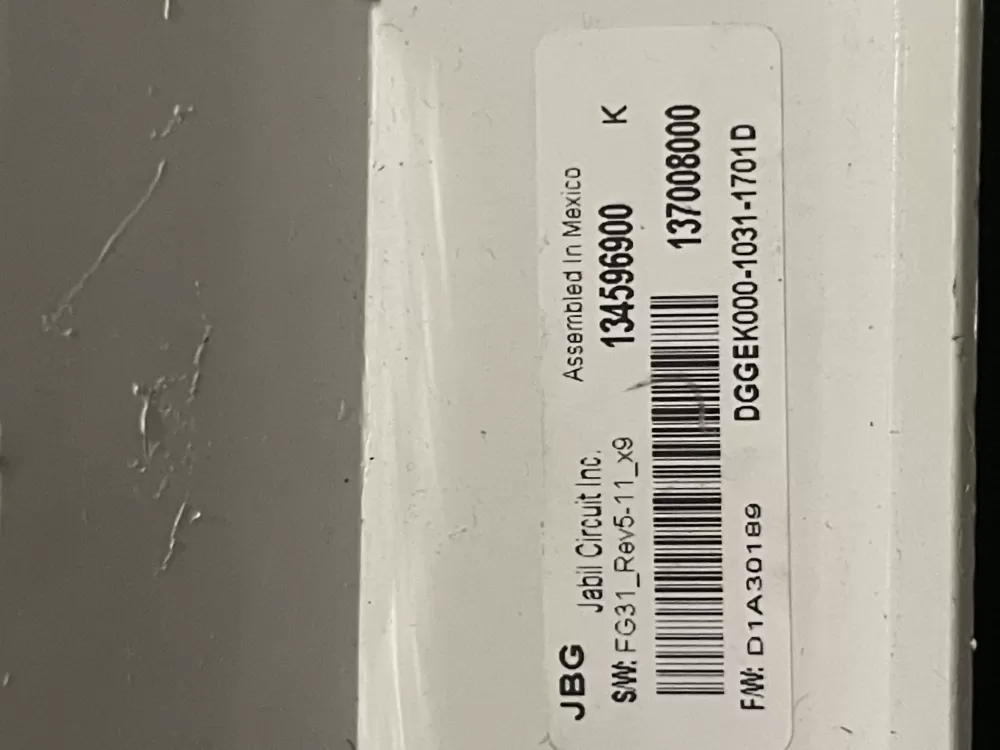 JBG
Jabil Circuit Inc. Assembled In Mexico
S/W: FG31_Rev5-11_x9 134596900 K
137008000
F/W: D1A30189 DGGEK000-1031-1701D